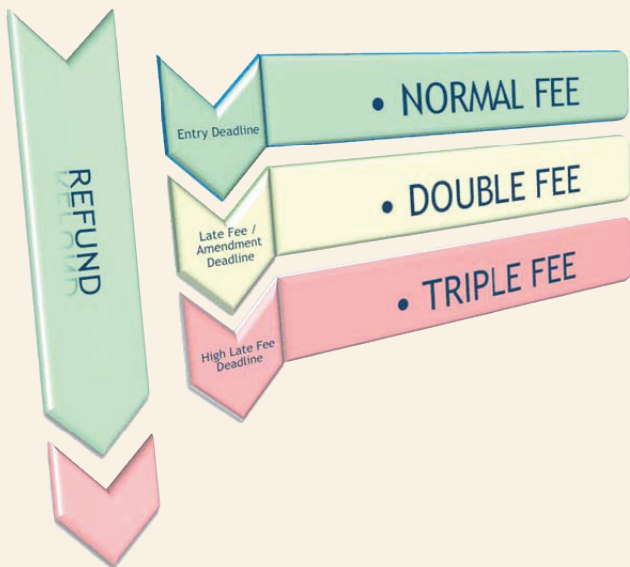 REFUND
Entry Deadline
• NORMAL FEE
Late Fee /
Amendment
Deadline
• DOUBLE FEE
High Late Fee
Deadline
• TRIPLE FEE